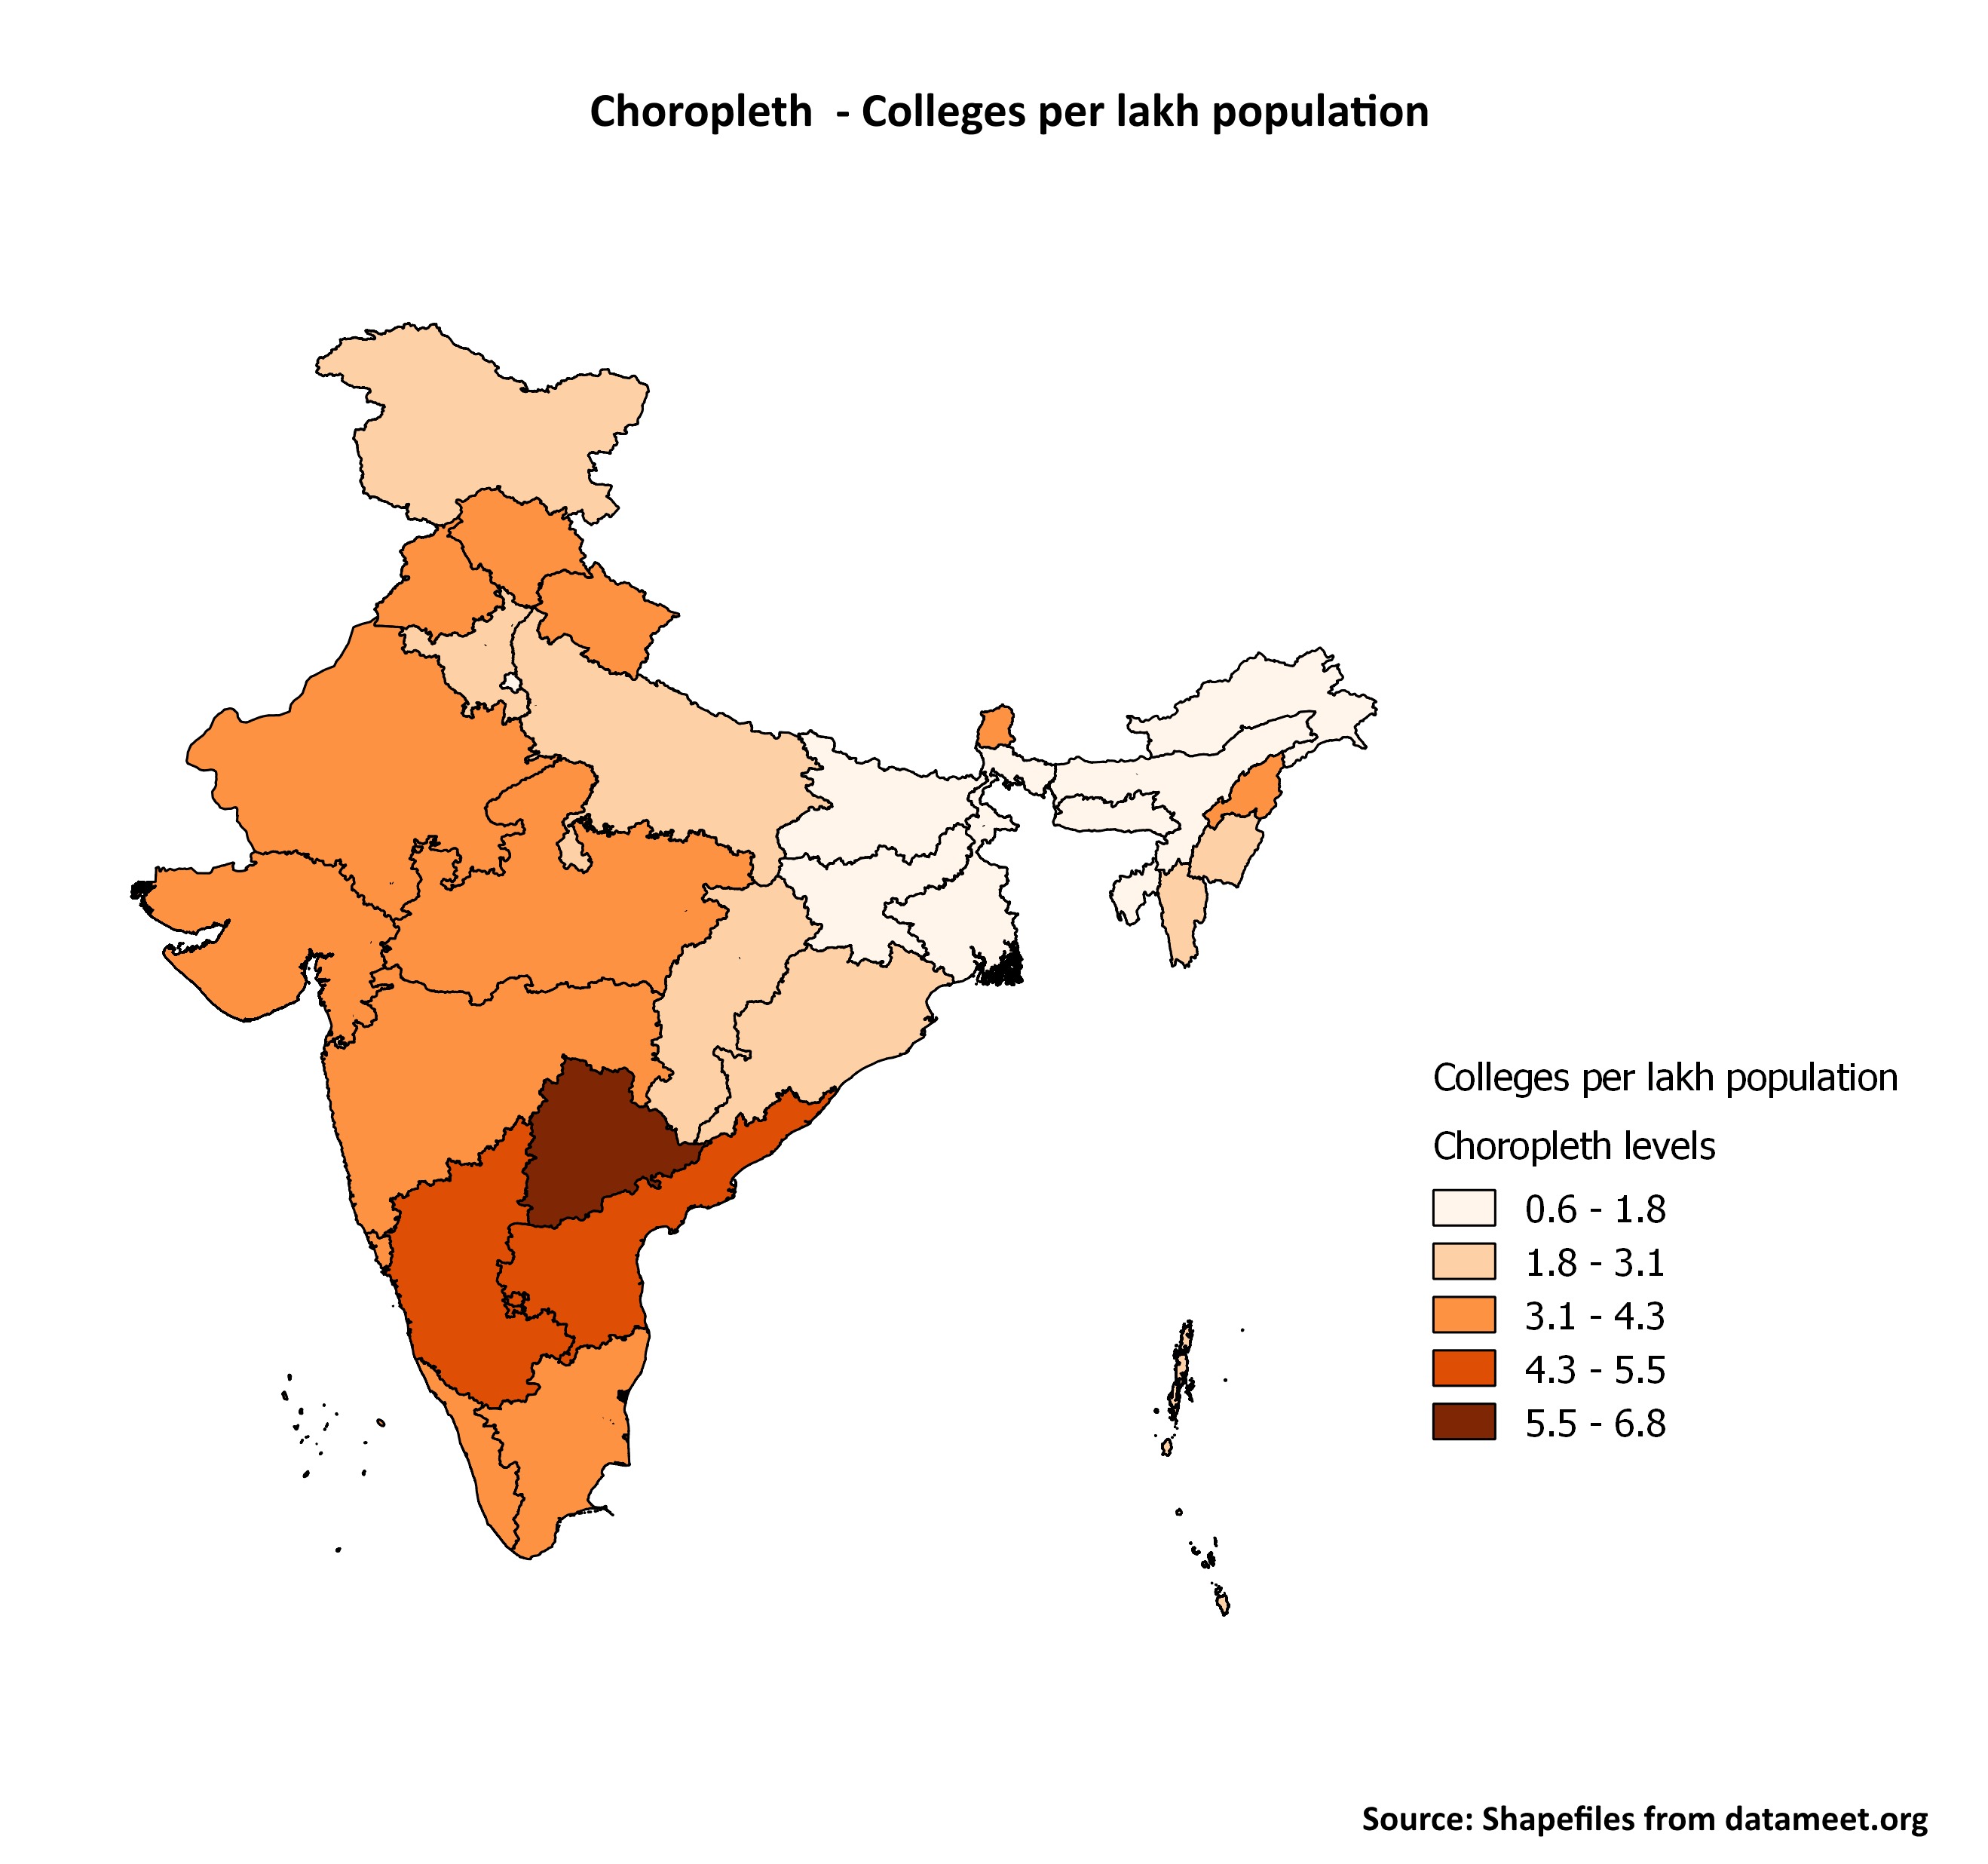 Choropleth - Colleges per lakh population
Colleges per lakh population
Choropleth levels
0.6 - 1.8
1.8 - 3.1
3.1 - 4.3
4.3 - 5.5
5.5 - 6.8
Source: Shapefiles from datameet.org